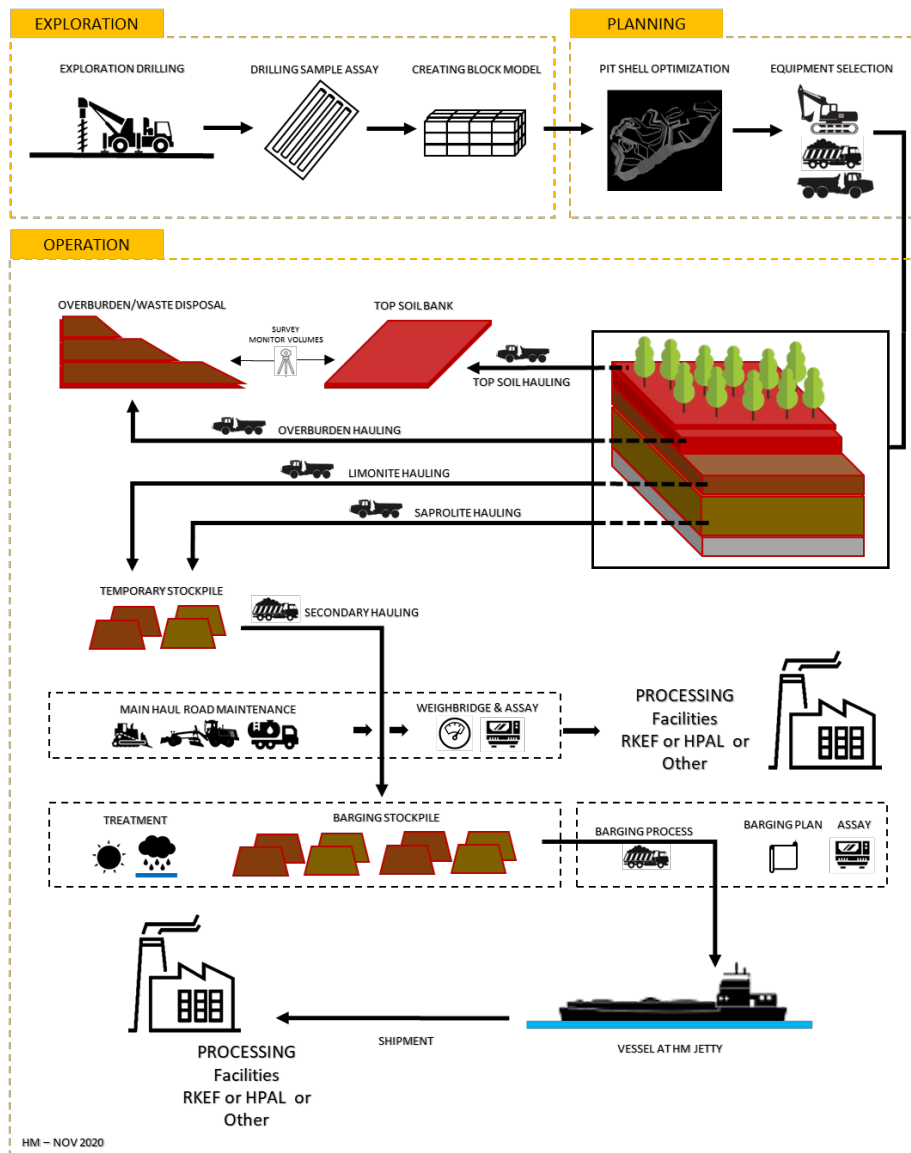 EXPLORATION
EXPLORATION DRILLING
DRILLING SAMPLE ASSAY
CREATING BLOCK MODEL
PLANNING
PIT SHELL OPTIMIZATION
EQUIPMENT SELECTION
OPERATION
OVERBURDEN/WASTE DISPOSAL
SURVEY
MONITOR VOLUMES
TOP SOIL BANK
TOP SOIL HAULING
OVERBURDEN HAULING
LIMONITE HAULING
SAPROLITE HAULING
TEMPORARY STOCKPILE
SECONDARY HAULING
MAIN HAUL ROAD MAINTENANCE
WEIGHBRIDGE & ASSAY
PROCESSING
Facilities
RKEF or HPAL or
Other
TREATMENT
BARGING STOCKPILE
BARGING PROCESS
BARGING PLAN
ASSAY
VESSEL AT HM JETTY
SHIPMENT
PROCESSING
Facilities
RKEF or HPAL or
Other
HM – NOV 2020